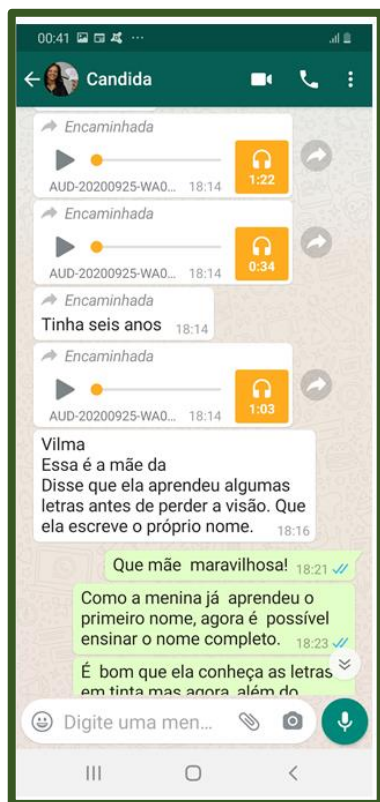 00:41 ...
Candida
Encaminhada
AUD-20200925-WA0... 18:14 1:22
Encaminhada
AUD-20200925-WA0... 18:14 0:34
Encaminhada
Tinha seis anos 18:14
Encaminhada
AUD-20200925-WA0... 18:14 1:03
Vilma
Essa é a mãe da
Disse que ela aprendeu algumas
letras antes de perder a visão. Que
ela escreve o próprio nome. 18:16
Que mãe maravilhosa! 18:21
Como a menina já aprendeu o
primeiro nome, agora é possível
ensinar o nome completo. 18:23
É bom que ela conheça as letras
em tinta mas agora, além do
Digite uma men...